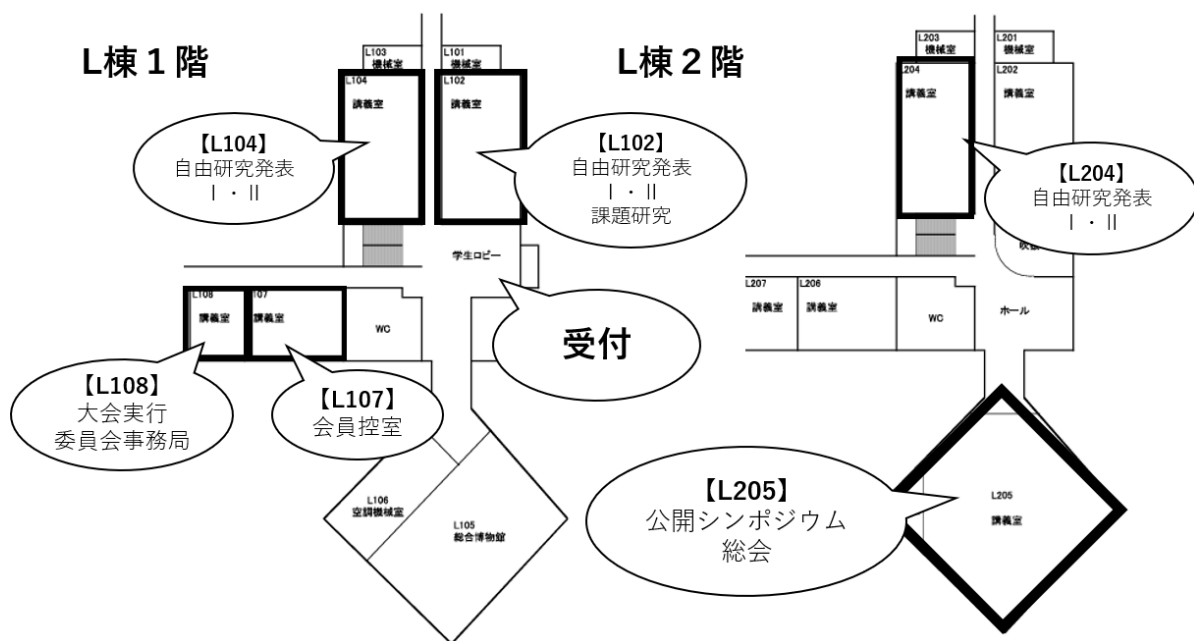 L棟１階
L103
機械室
L101
機械室
L104
講義室
L102
講義室
【L104】
自由研究発表
Ⅰ・Ⅱ
【L102】
自由研究発表
Ⅰ・Ⅱ
課題研究
学生ロビー
L108
講義室
107
講義室
WC
受付
【L108】
大会実行
委員会事務局
【L107】
会員控室
L106
空調機械室
L105
総合博物館
L棟２階
L203
機械室
L201
機械室
L204
講義室
L202
講義室
【L204】
自由研究発表
Ⅰ・Ⅱ
L207
講義室
L206
講義室
WC
ホール
【L205】
公開シンポジウム
総会
L205
講義室